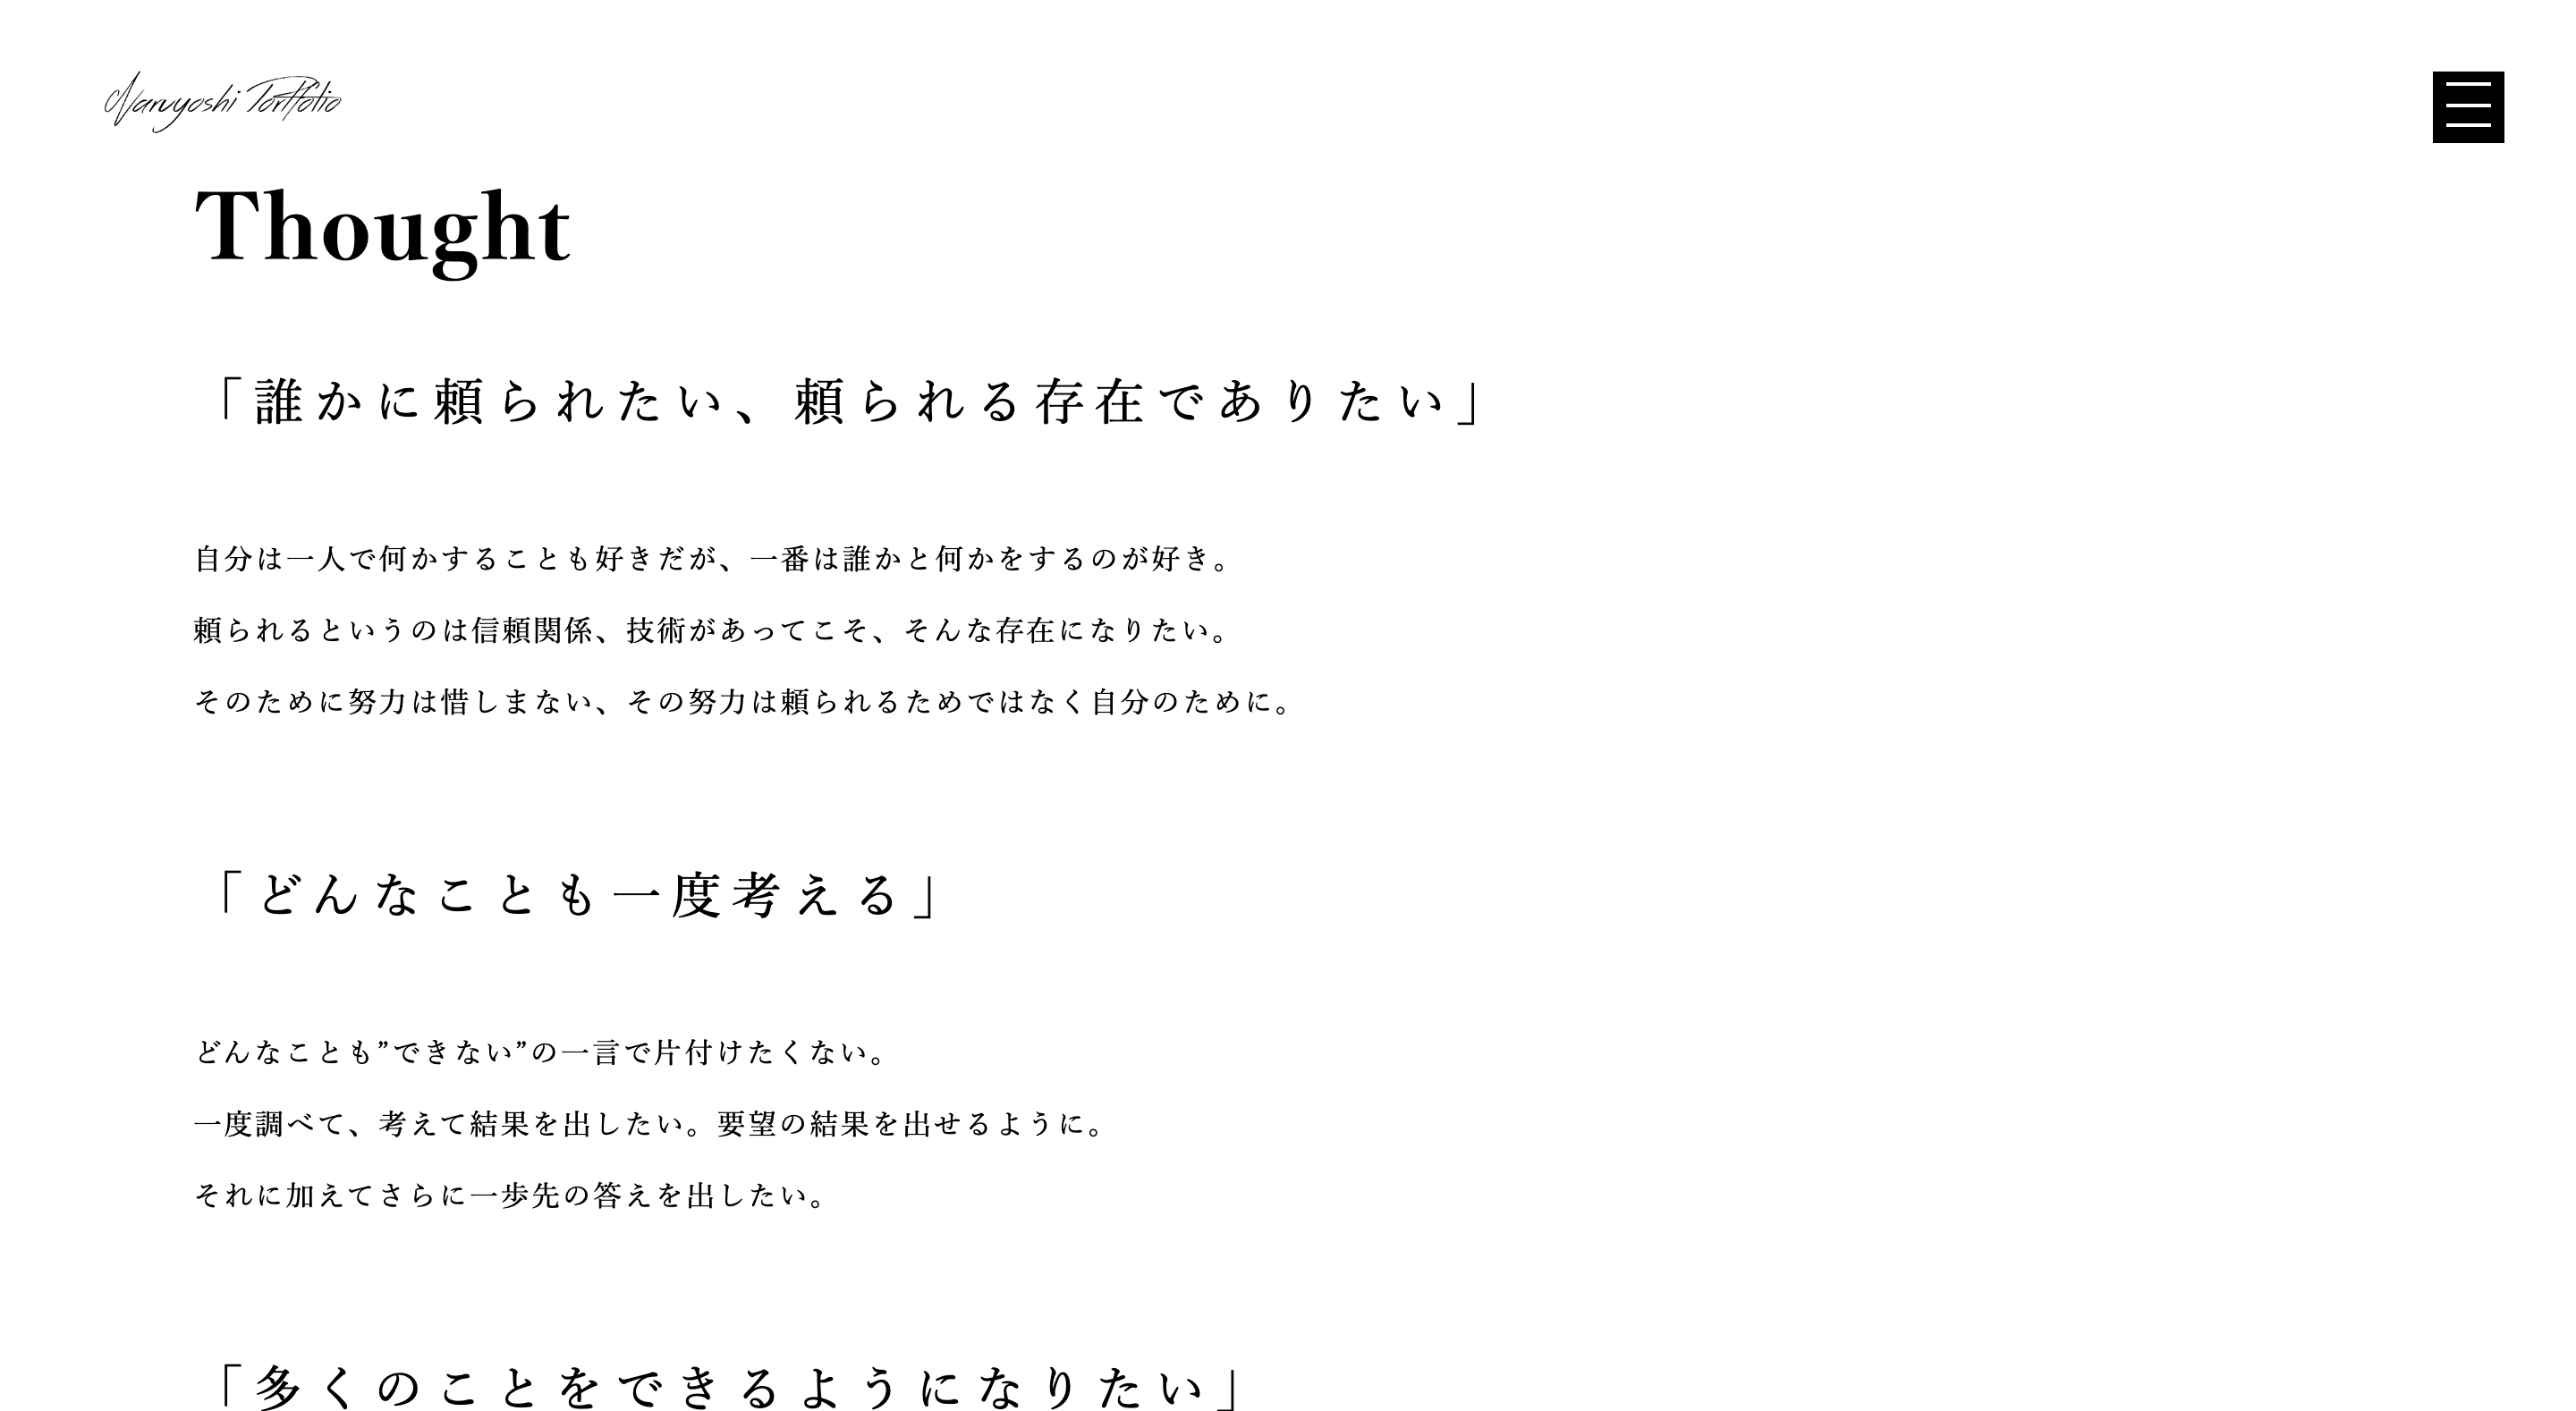 Naruyoshi Portfolio
Thought
「誰かに頼られたい、頼られる存在でありたい」
自分は一人で何かすることも好きだが、一番は誰かと何かをするのが好き。
頼られるというのは信頼関係、技術があってこそ、そんな存在になりたい。
そのために努力は惜しまない、その努力は頼られるためではなく自分のために。
「どんなことも一度考える」
どんなことも”できない”の一言で片付けたくない。
一度調べて、考えて結果を出したい。要望の結果を出せるように。
それに加えてさらに一歩先の答えを出したい。
「多くのことをできるようになりたい」